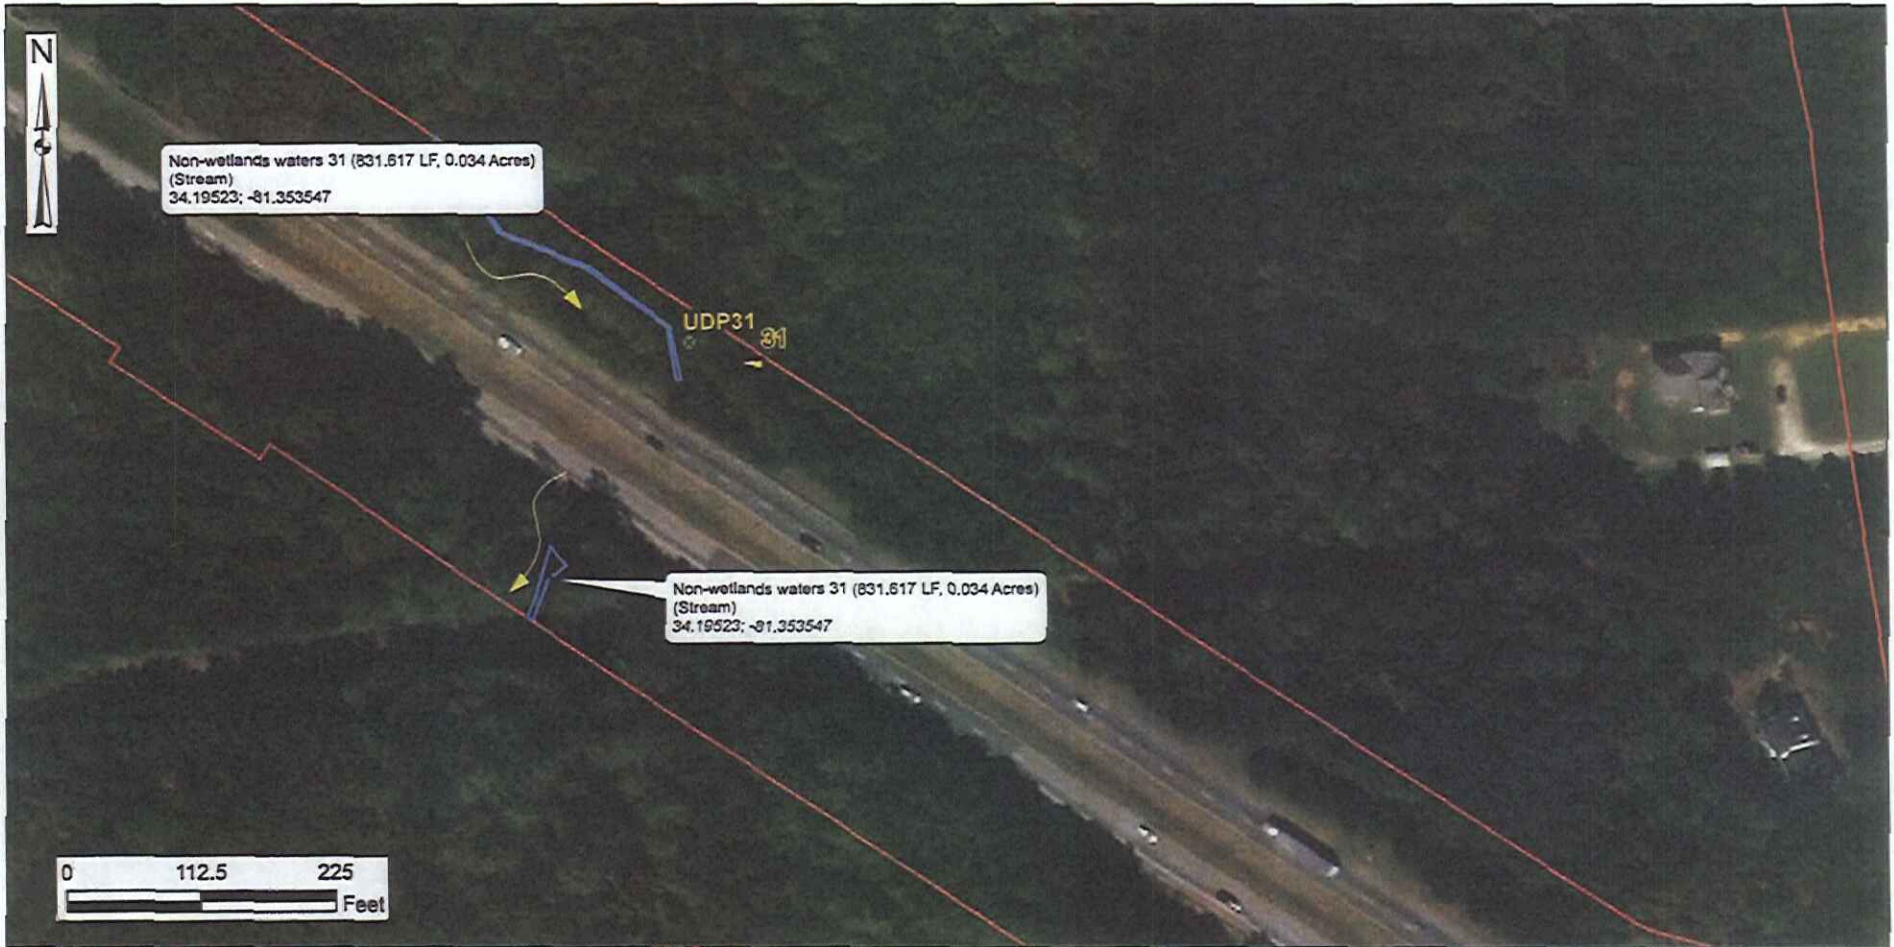 N
Non-wetlands waters 31 (831.617 LF, 0.034 Acres)
(Stream)
34.19523; -81.353547
UDP31
31
Non-wetlands waters 31 (831.617 LF, 0.034 Acres)
(Stream)
34.19523; -81.353547
0 112.5 225
Feet